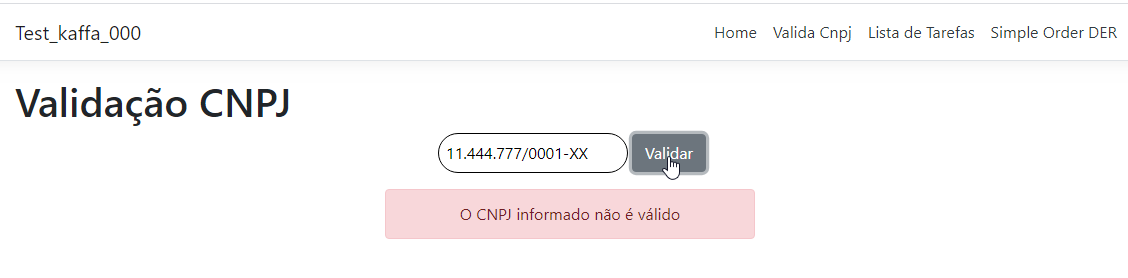 Test_kaffa_000 Home Valida Cnpj Lista de Tarefas Simple Order DER
Validação CNPJ
11.444.777/0001-XX Validar
O CNPJ informado não é válido